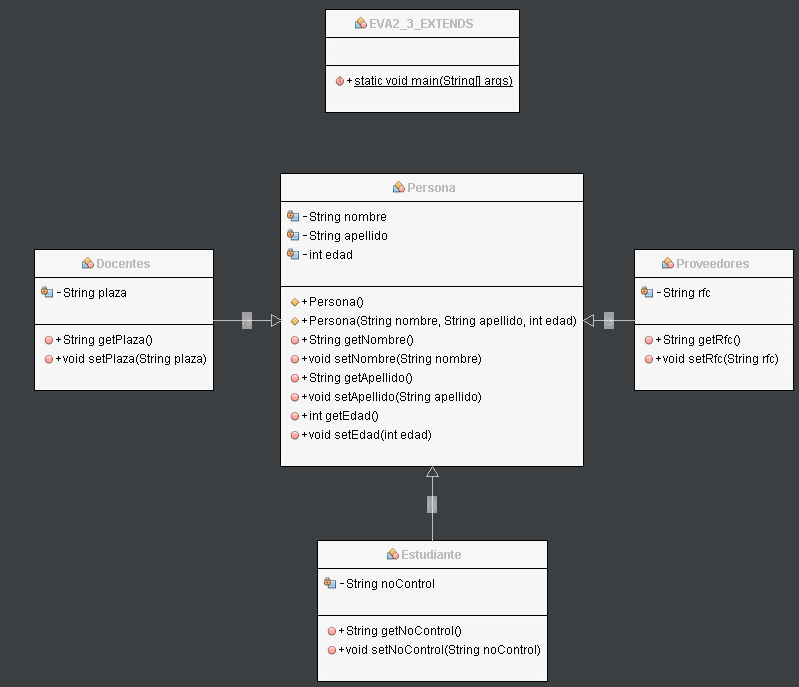 EVA2_3_EXTENDS
+static void main(String[] args)
Persona
-String nombre
-String apellido
-int edad
+Persona()
+Persona(String nombre, String apellido, int edad)
+String getNombre()
+void setNombre(String nombre)
+String getApellido()
+void setApellido(String apellido)
+int getEdad()
+void setEdad(int edad)
Docentes
-String plaza
+String getPlaza()
+void setPlaza(String plaza)
Proveedores
-String rfc
+String getRfc()
+void setRfc(String rfc)
Estudiante
-String noControl
+String getNoControl()
+void setNoControl(String noControl)